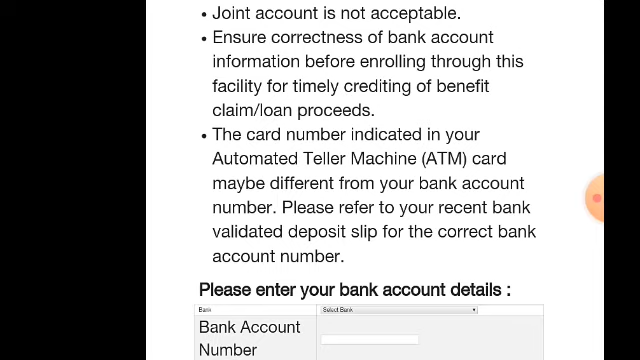 • Joint account is not acceptable.
• Ensure correctness of bank account
information before enrolling through this
facility for timely crediting of benefit
claim/loan proceeds.
• The card number indicated in your
Automated Teller Machine (ATM) card
maybe different from your bank account
number. Please refer to your recent bank
validated deposit slip for the correct bank
account number.
Please enter your bank account details :
Bank Select Bank
Bank Account
Number